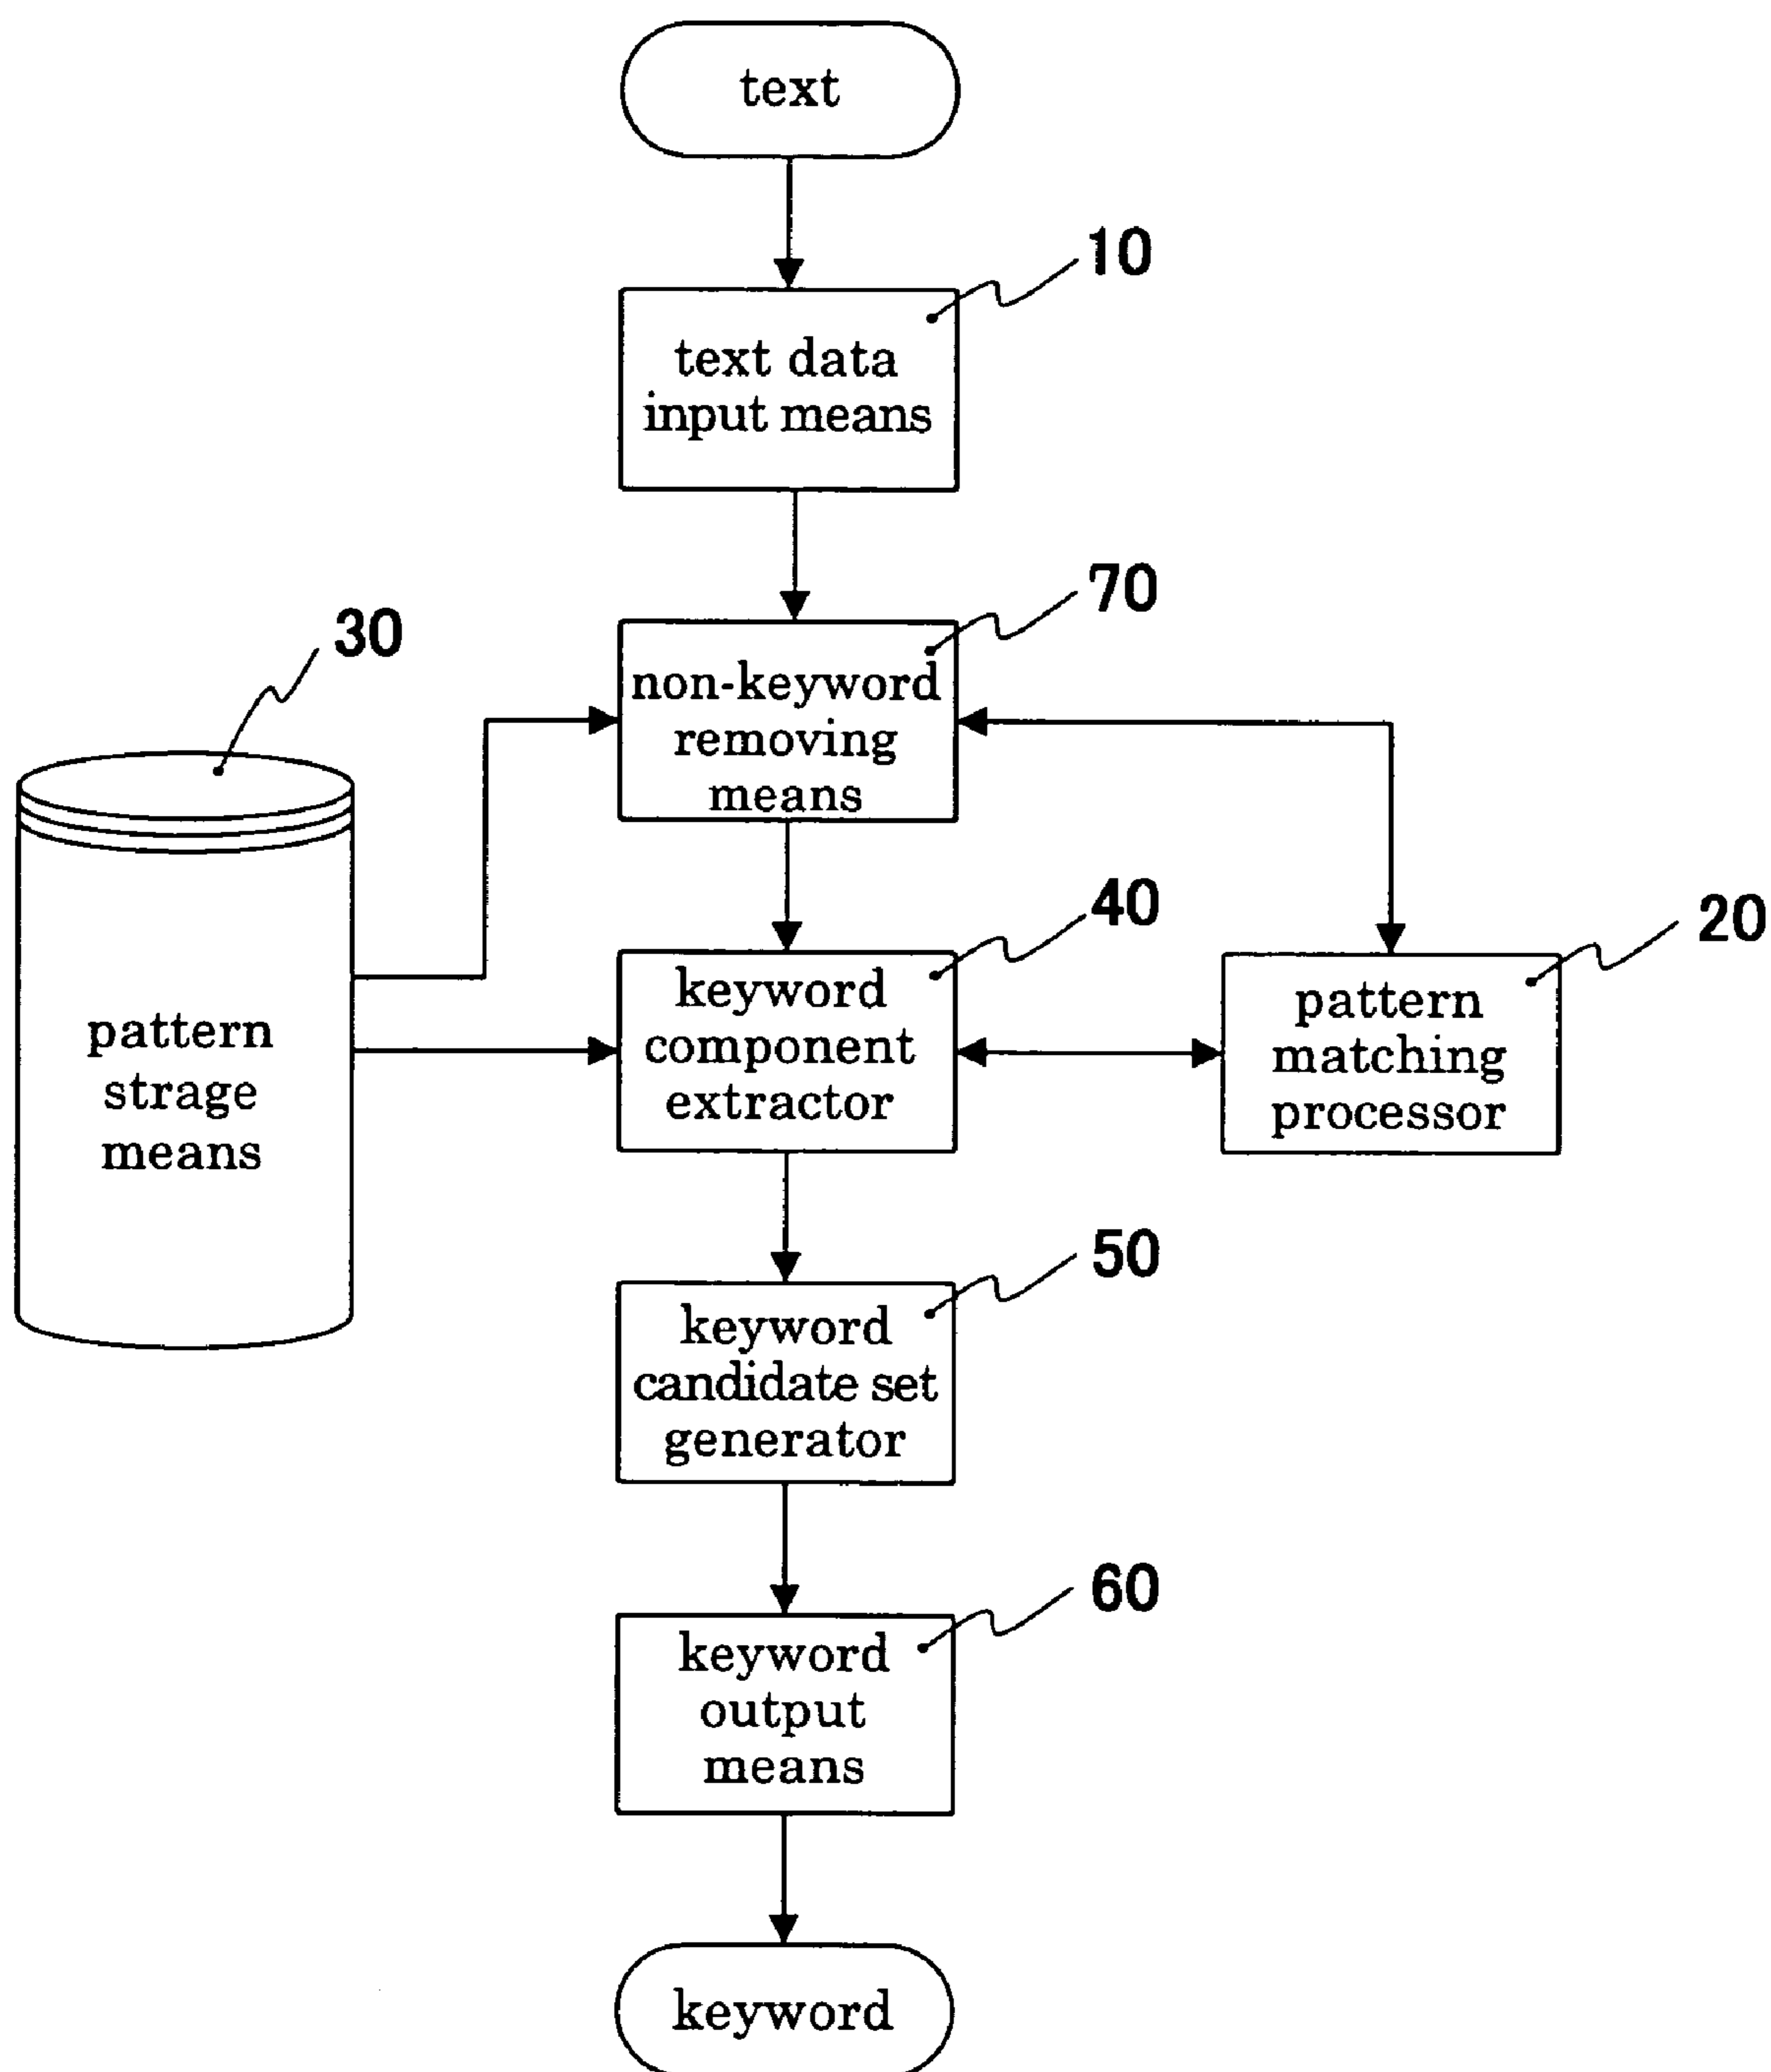 text
10
text data
input means
70
non-keyword
removing
means
30
pattern
strage
means
40
keyword
component
extractor
20
pattern
matching
processor
50
keyword
candidate set
generator
60
keyword
output
means
keyword